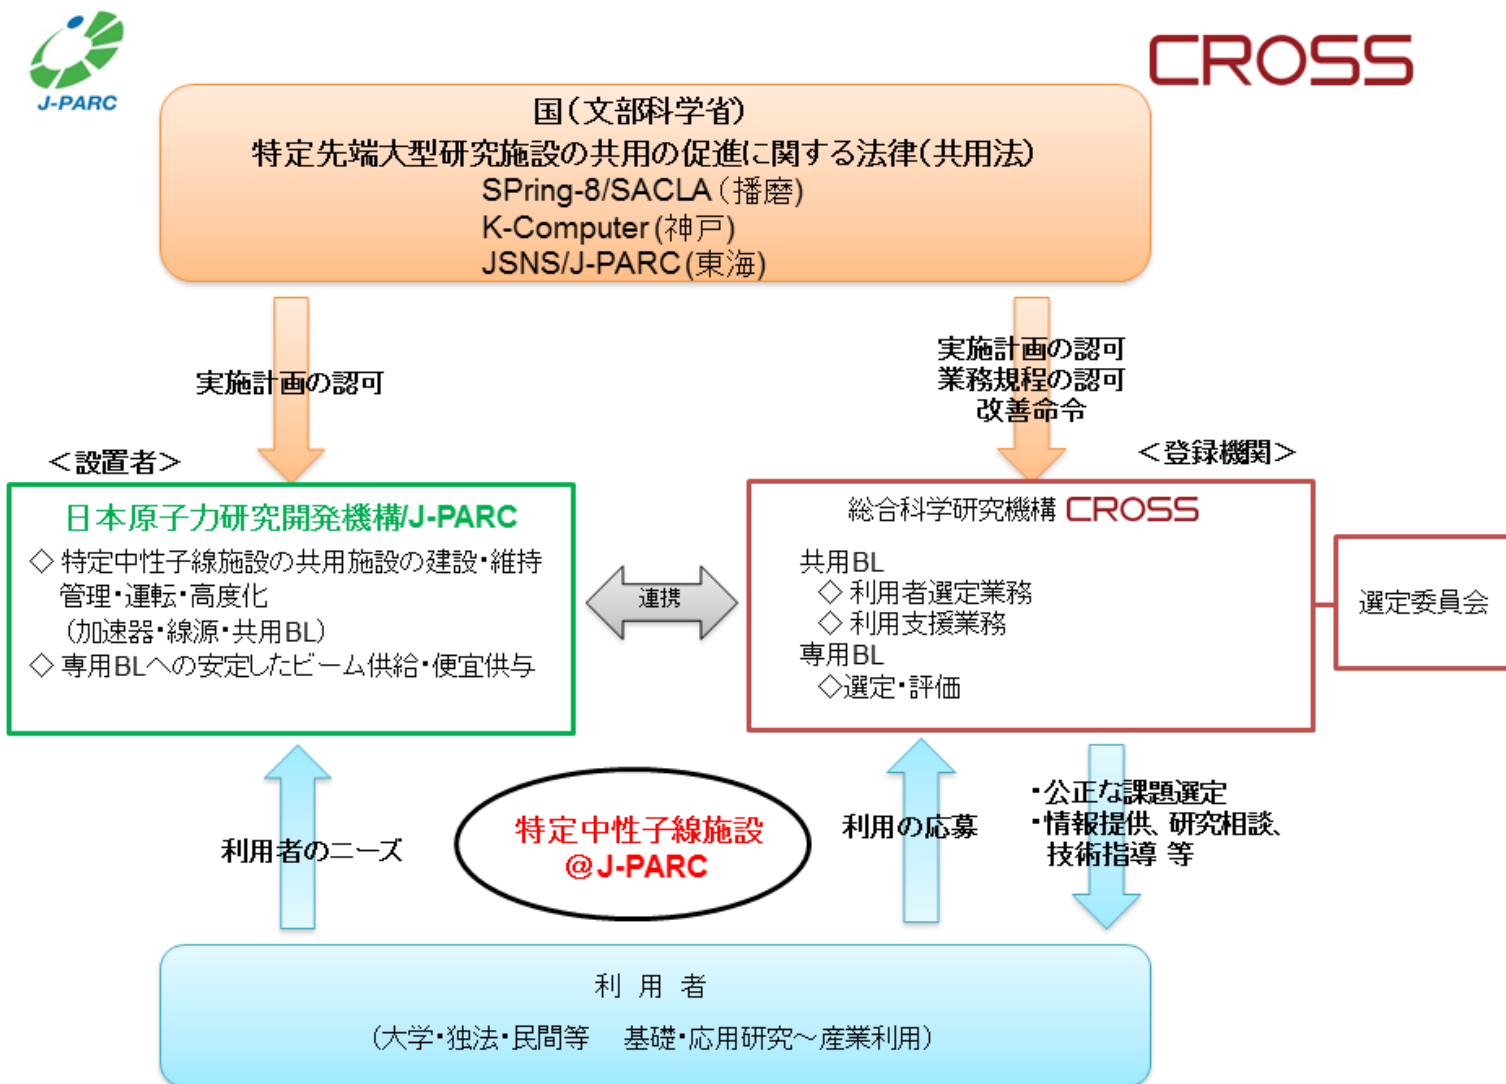 J-PARC
CROSS
国(文部科学省)
特定先端大型研究施設の共用の促進に関する法律(共用法)
SPring-8/SACLA(播磨)
K-Computer(神戸)
JSNS/J-PARC(東海)
実施計画の認可
実施計画の認可
業務規程の認可
改善命令
＜設置者＞
＜登録機関＞
日本原子力研究開発機構/J-PARC
◇ 特定中性子線施設の共用施設の建設・維持
管理・運転・高度化
(加速器・線源・共用BL)
◇ 専用BLへの安定したビーム供給・便宜供与
連携
総合科学研究機構 CROSS
共用BL
◇ 利用者選定業務
◇ 利用支援業務
専用BL
◇選定・評価
選定委員会
利用者のニーズ
特定中性子線施設
@J-PARC
利用の応募
・公正な課題選定
・情報提供、研究相談、
技術指導 等
利 用 者
(大学・独法・民間等　基礎・応用研究～産業利用)